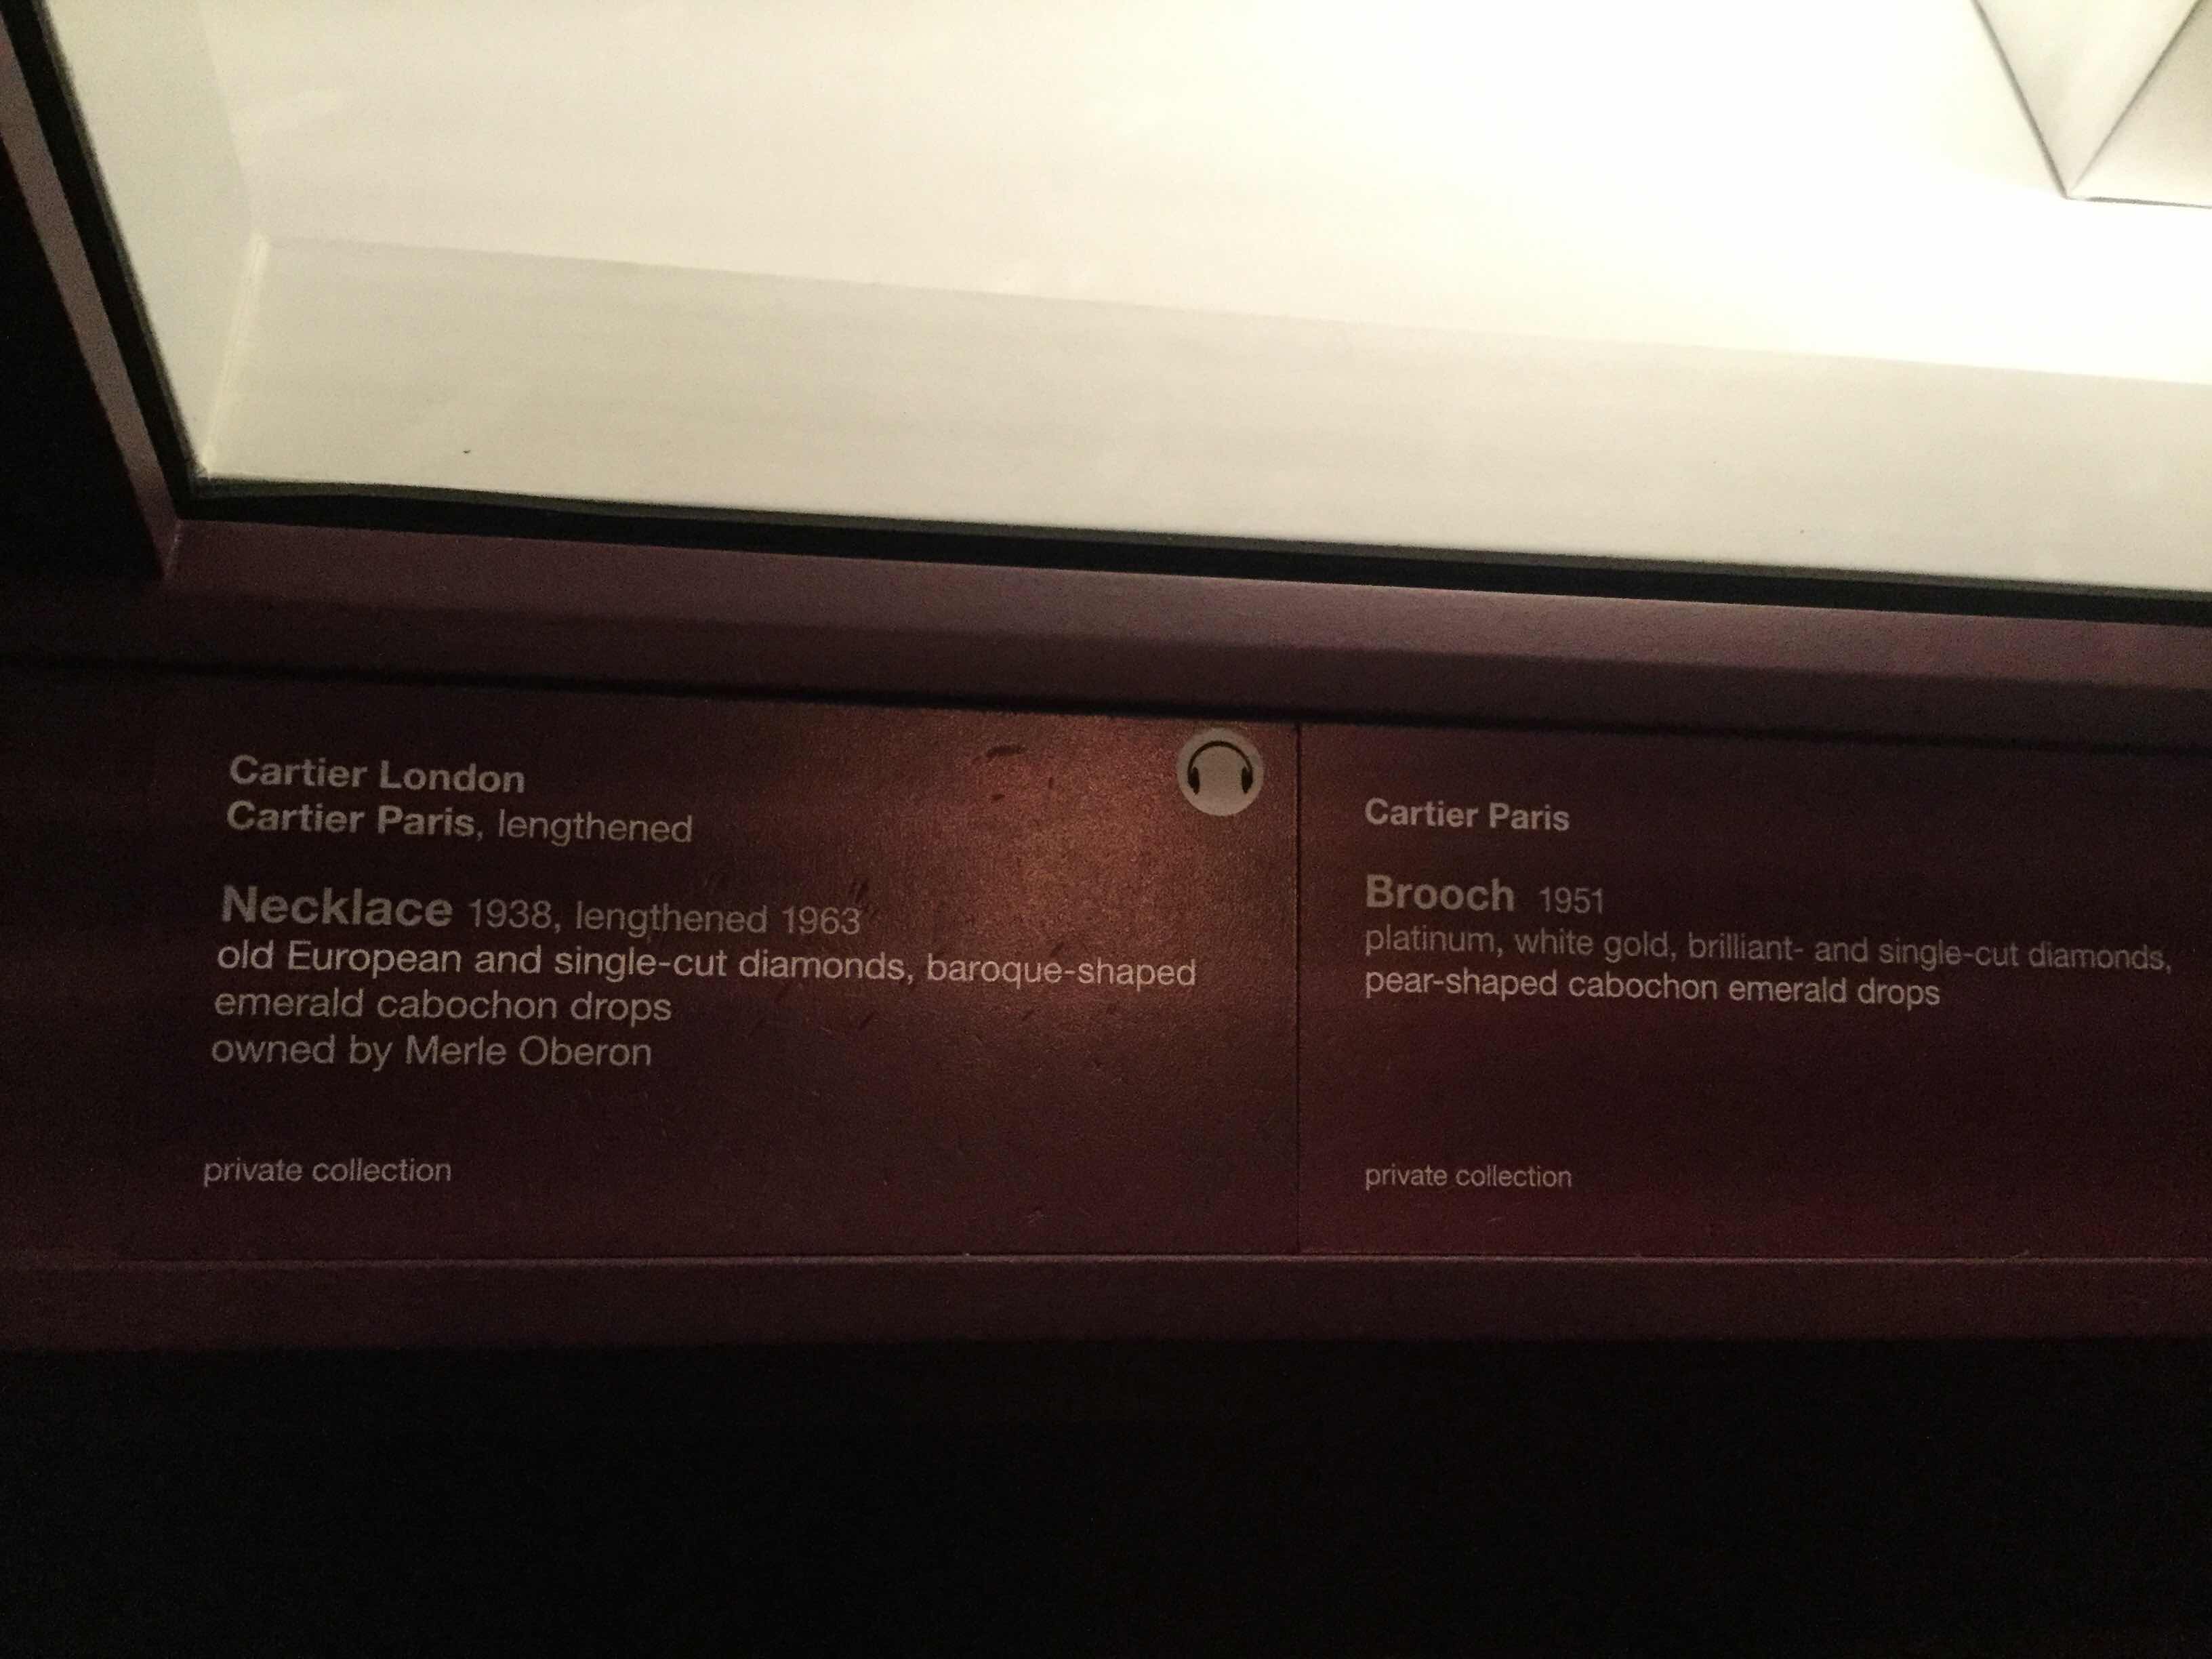 Cartier London
Cartier Paris, lengthened
Necklace 1938, lengthened 1963
old European and single-cut diamonds, baroque-shaped
emerald cabochon drops
owned by Merle Oberon
private collection
Cartier Paris
Brooch 1951
platinum, white gold, brilliant- and single-cut diamonds,
pear-shaped cabochon emerald drops
private collection